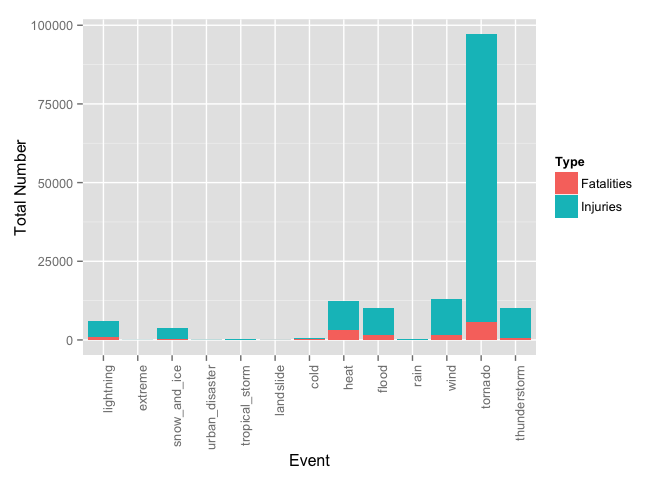 100000
75000
50000
25000
0
Total Number
lightning
extreme
snow_and_ice
urban_disaster
tropical_storm
landslide
cold
heat
flood
rain
wind
tornado
thunderstorm
Event
Type
Fatalities
Injuries